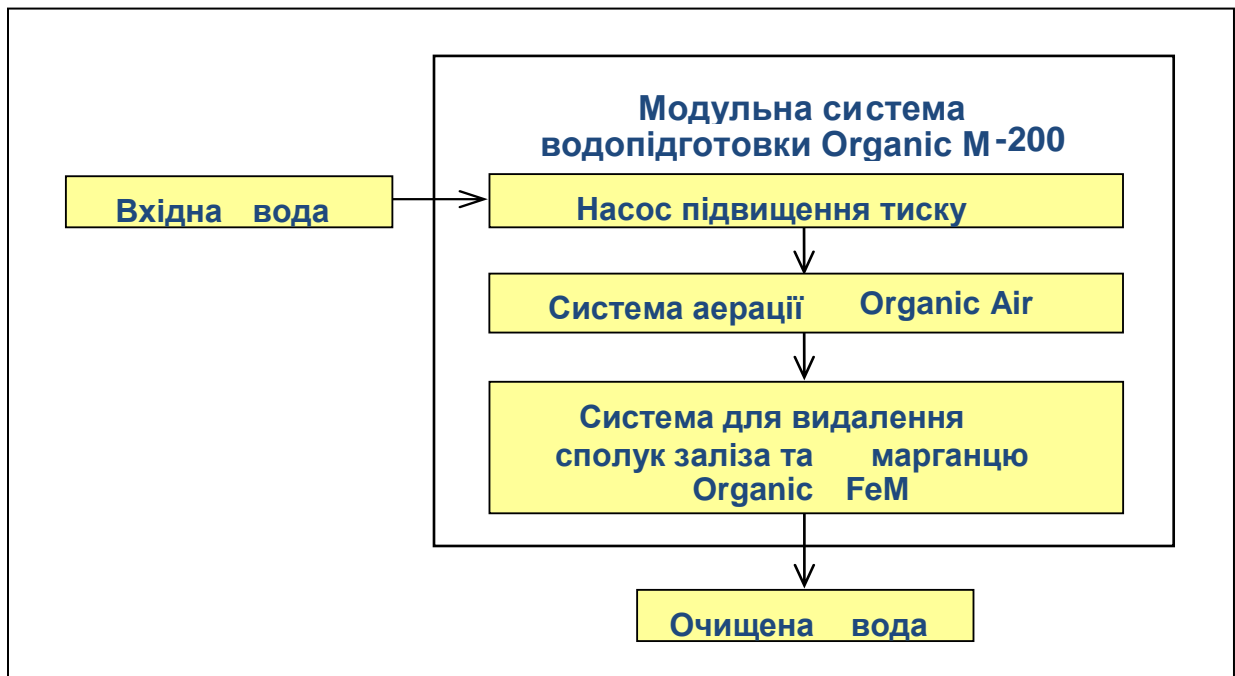 Модульна система
водопідготовки Organic M-200
Вхідна вода
Насос підвищення тиску
Система аерації Organic Air
Система для видалення
сполук заліза та марганцю
Organic FeM
Очищена вода